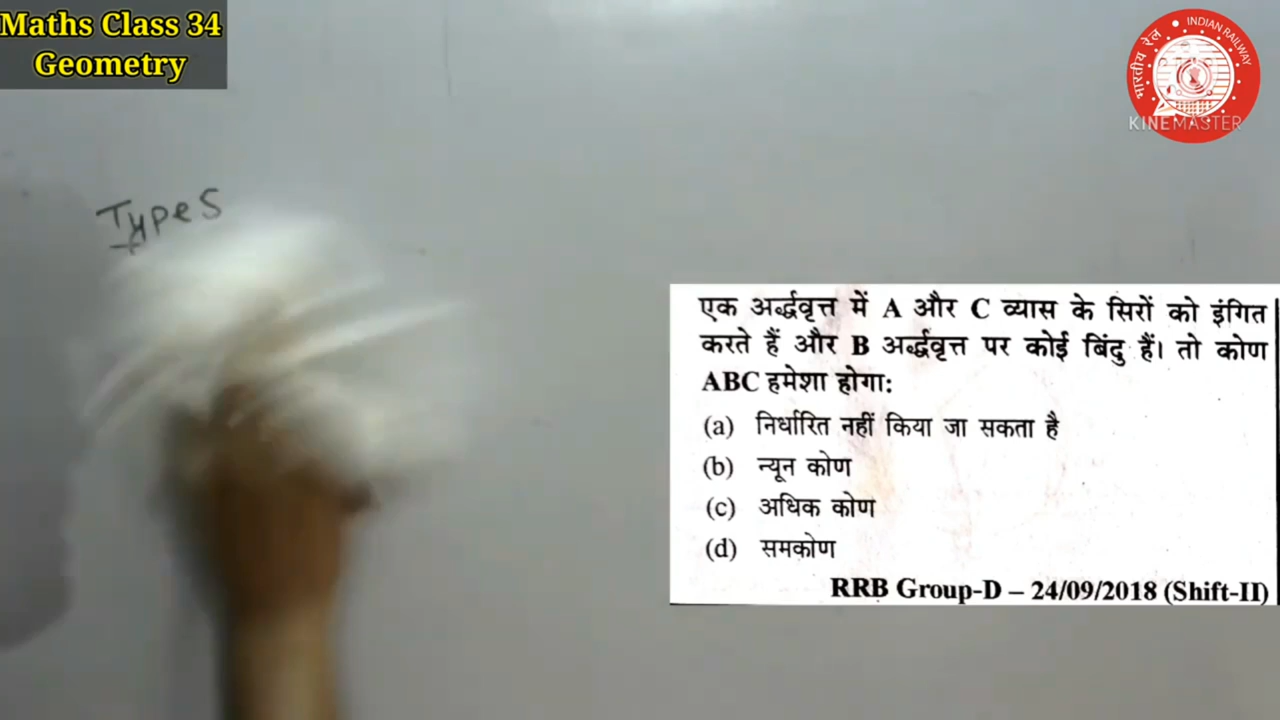 Maths Class 34
Geometry
भारतीय रेल
INDIAN RAILWAY
KINEMASTER
Types
एक अर्द्धवृत्त में A और C व्यास के सिरों को इंगित
करते हैं और B अर्द्धवृत्त पर कोई बिंदु हैं। तो कोण
ABC हमेशा होगा:
(a) निर्धारित नहीं किया जा सकता है
(b) न्यून कोण
(c) अधिक कोण
(d) समकोण
RRB Group-D – 24/09/2018 (Shift-II)